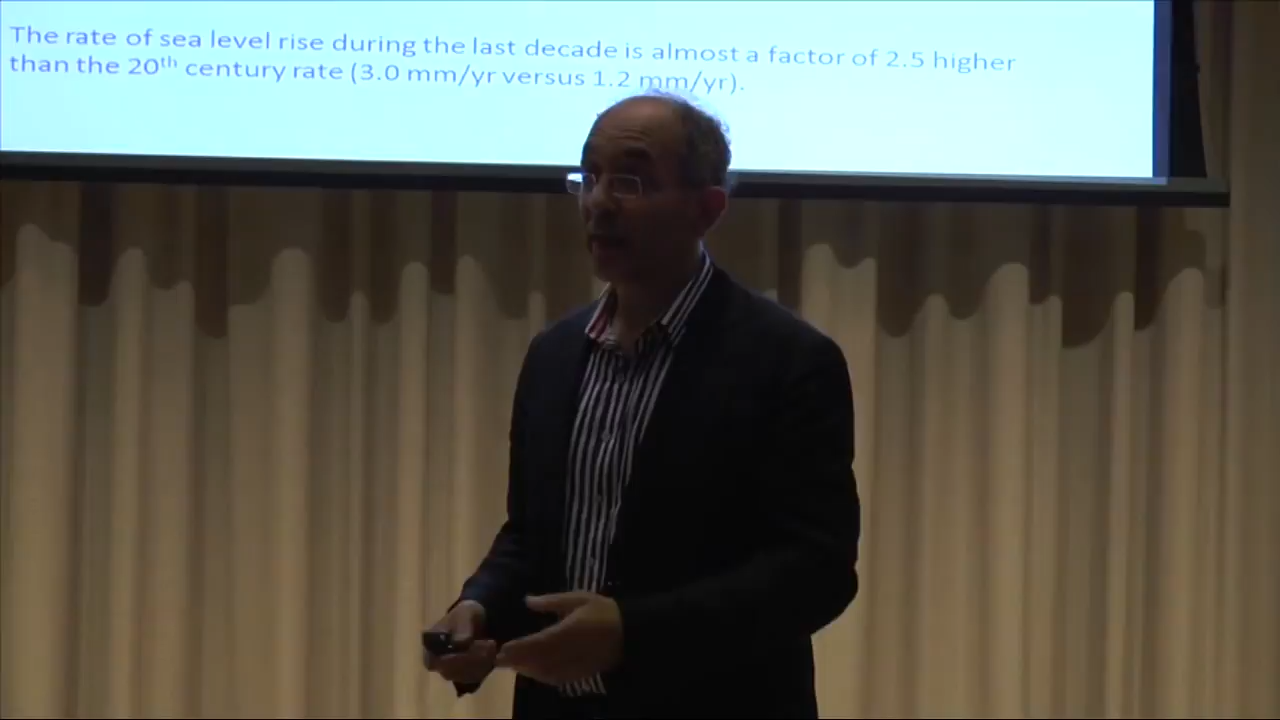 The rate of sea level rise during the last decade is almost a factor of 2.5 higher
than the 20th century rate (3.0 mm/yr versus 1.2 mm/yr).